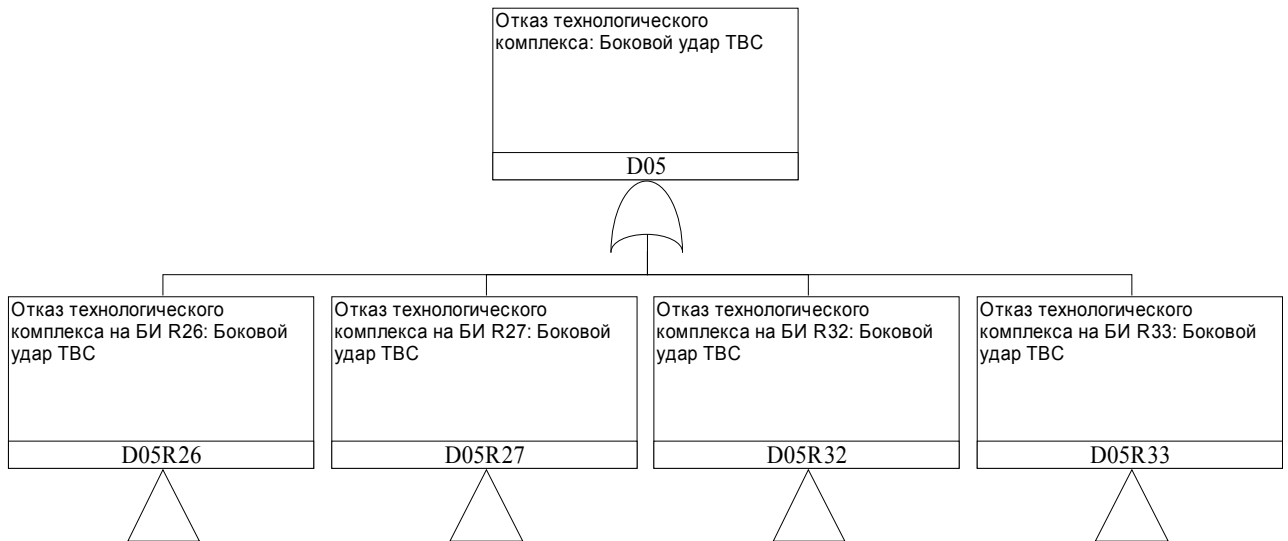 Отказ технологического
комплекса: Боковой удар ТВС
D05
Отказ технологического
комплекса на БИ R26: Боковой
удар ТВС
D05R26
Отказ технологического
комплекса на БИ R27: Боковой
удар ТВС
D05R27
Отказ технологического
комплекса на БИ R32: Боковой
удар ТВС
D05R32
Отказ технологического
комплекса на БИ R33: Боковой
удар ТВС
D05R33